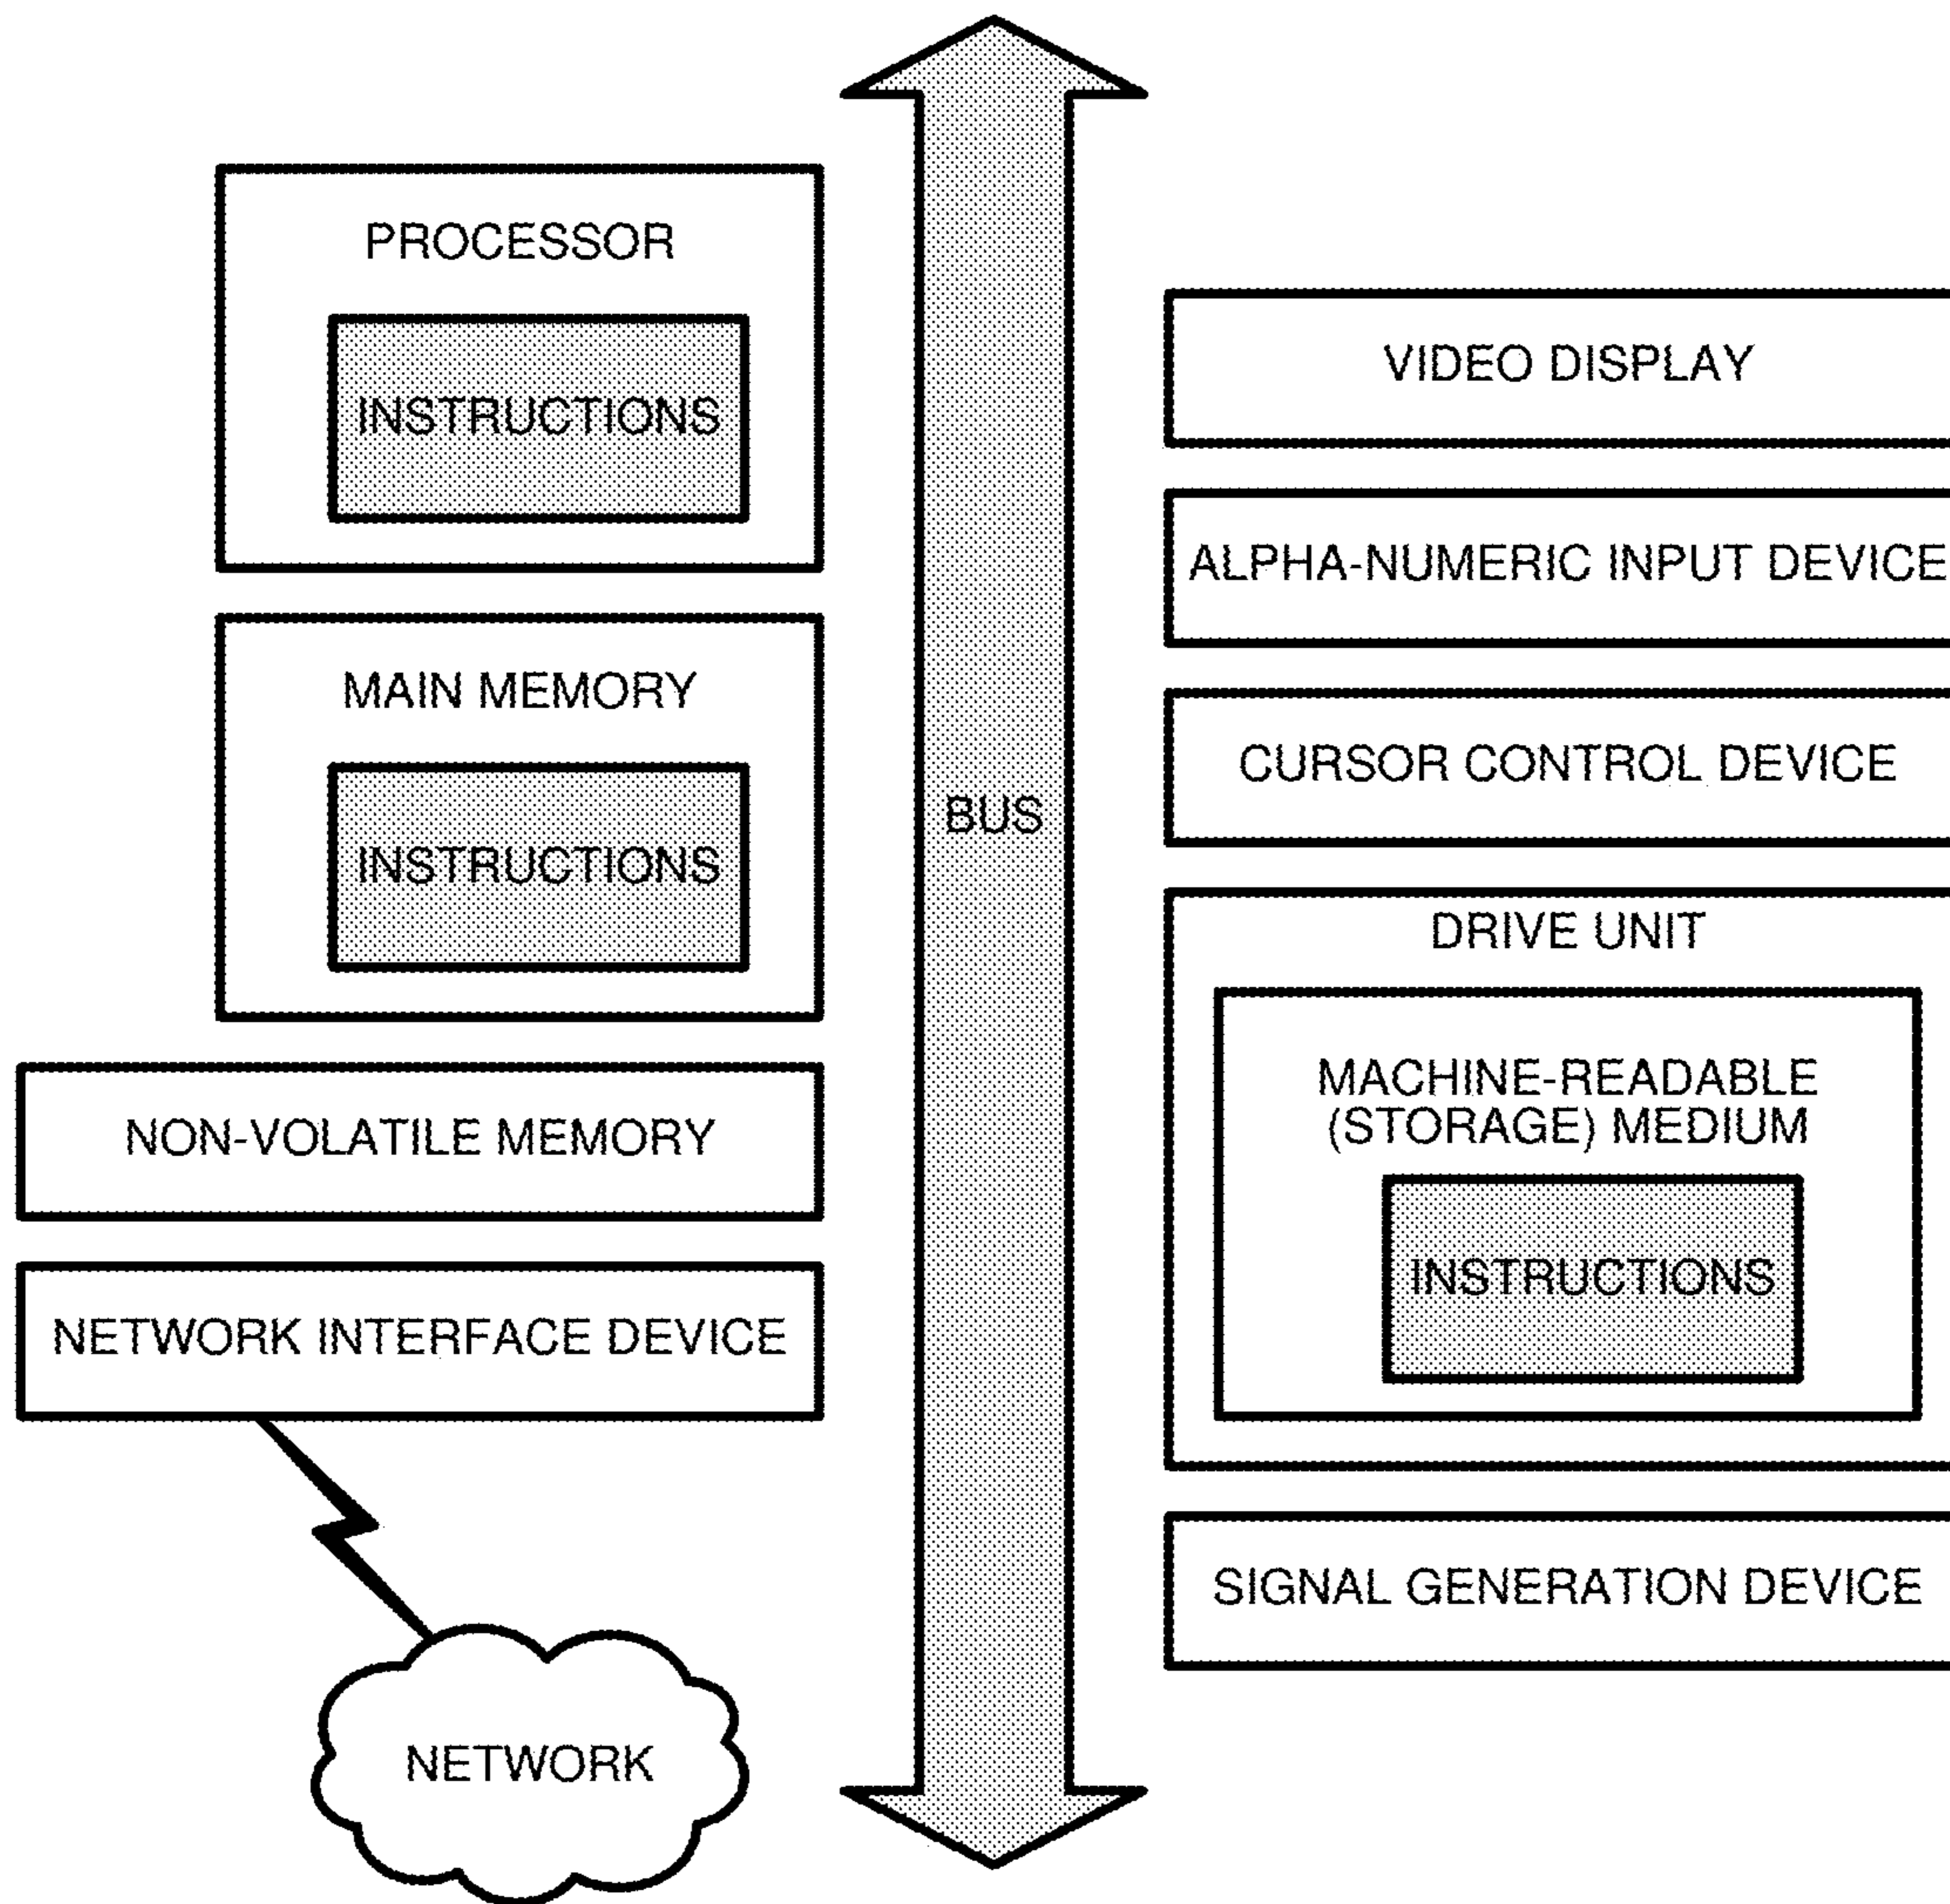 PROCESSOR
INSTRUCTIONS
MAIN MEMORY
INSTRUCTIONS
NON-VOLATILE MEMORY
NETWORK INTERFACE DEVICE
NETWORK
BUS
VIDEO DISPLAY
ALPHA-NUMERIC INPUT DEVICE
CURSOR CONTROL DEVICE
DRIVE UNIT
MACHINE-READABLE
(STORAGE) MEDIUM
INSTRUCTIONS
SIGNAL GENERATION DEVICE